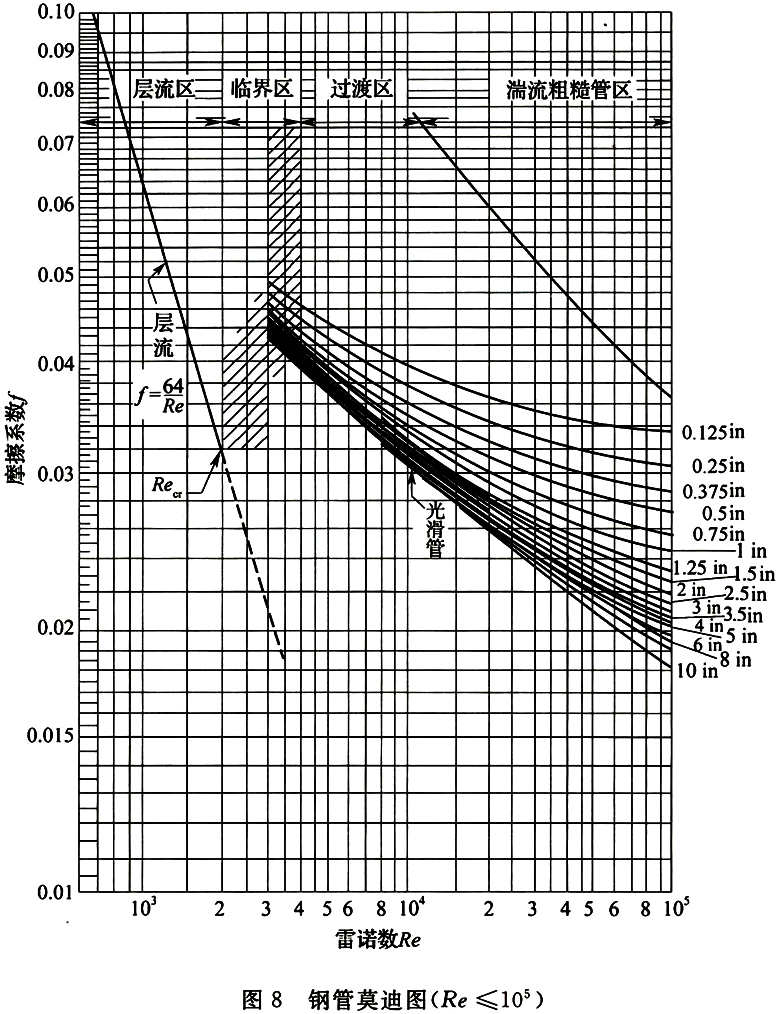 0.10
0.09
0.08
0.07
0.06
0.05
0.04
0.03
0.02
0.015
0.01
摩擦系数f
层流区 临界区 过渡区 湍流粗糙管区
层流
f=64/Re
Re_cr
光滑管
0.125in
0.25in
0.375in
0.5in
0.75in
1 in
1.25 in
1.5in
2 in
2.5in
3 in
3.5in
4 in
5 in
6 in
8 in
10 in
10³ 2 3 4 5 6 8 10⁴ 2 3 4 5 6 8 10⁵
雷诺数Re
图 8 钢管莫迪图(Re ≤10⁵)